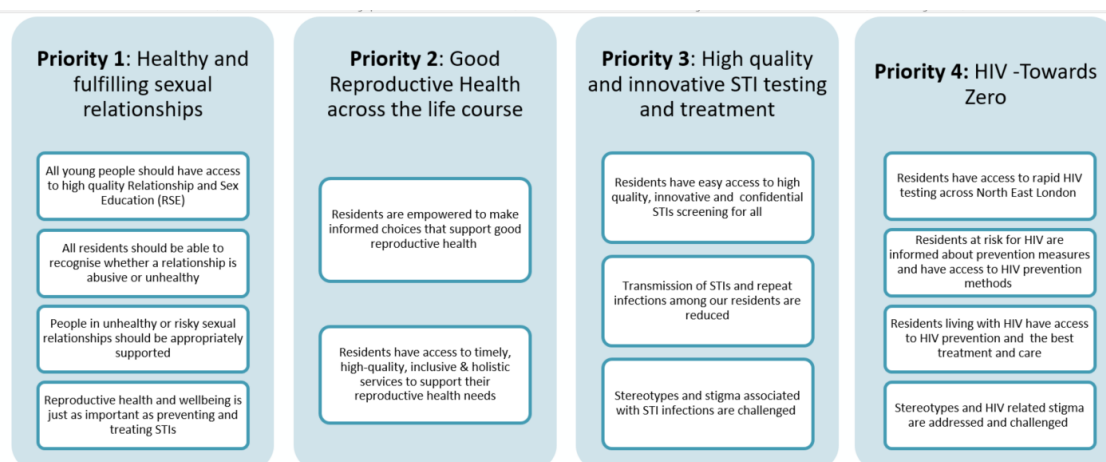 Priority 1: Healthy and
fulfilling sexual
relationships
All young people should have access
to high quality Relationship and Sex
Education (RSE)
All residents should be able to
recognise whether a relationship is
abusive or unhealthy
People in unhealthy or risky sexual
relationships should be appropriately
supported
Reproductive health and wellbeing is
just as important as preventing and
treating STIs
Priority 2: Good
Reproductive Health
across the life course
Residents are empowered to make
informed choices that support good
reproductive health
Residents have access to timely,
high-quality, inclusive & holistic
services to support their
reproductive health needs
Priority 3: High quality
and innovative STI testing
and treatment
Residents have easy access to high
quality, innovative and confidential
STIs screening for all
Transmission of STIs and repeat
infections among our residents are
reduced
Stereotypes and stigma associated
with STI infections are challenged
Priority 4: HIV -Towards
Zero
Residents have access to rapid HIV
testing across North East London
Residents at risk for HIV are
informed about prevention measures
and have access to HIV prevention
methods
Residents living with HIV have access
to HIV prevention and the best
treatment and care
Stereotypes and HIV related stigma
are addressed and challenged